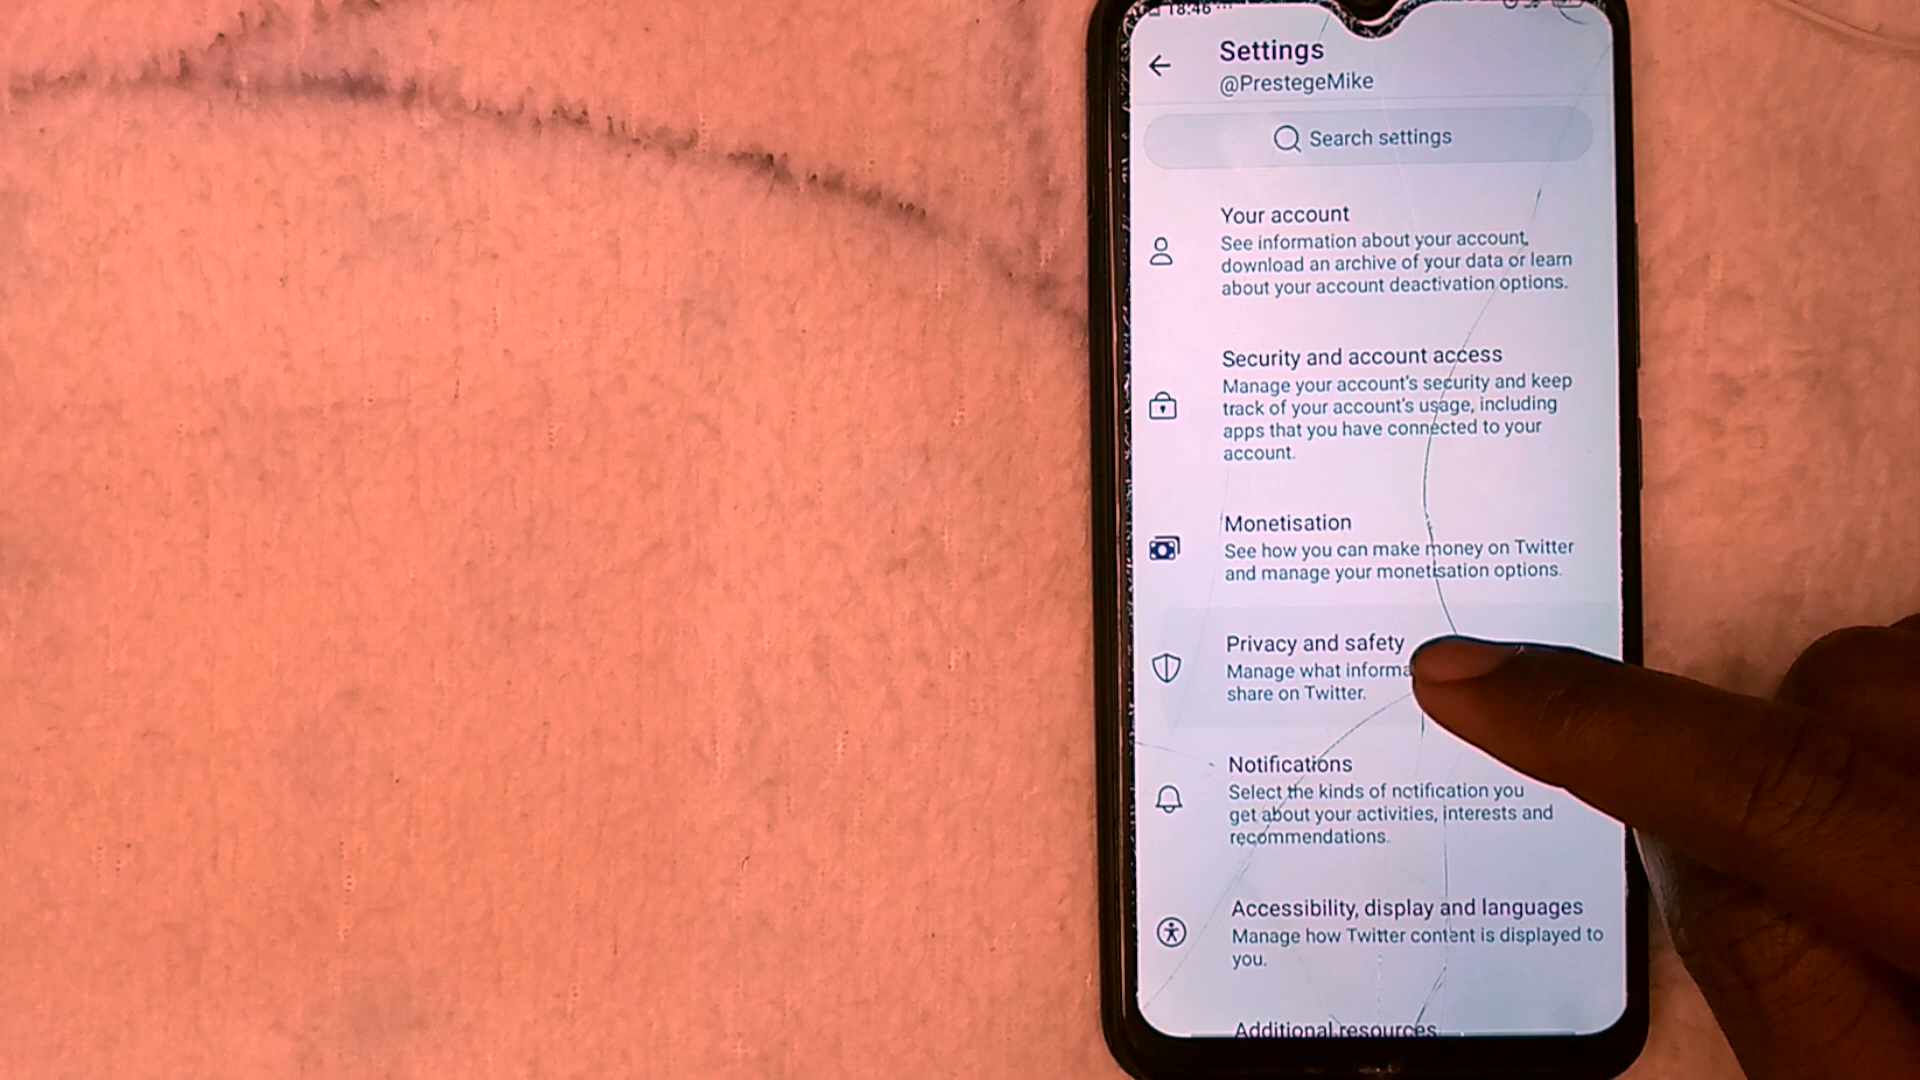 18:46
Settings
@PrestegeMike
Search settings
Your account
See information about your account,
download an archive of your data or learn
about your account deactivation options.
Security and account access
Manage your account's security and keep
track of your account's usage, including
apps that you have connected to your
account.
Monetisation
See how you can make money on Twitter
and manage your monetisation options.
Privacy and safety
Manage what
share on Twitter.
Notifications
Select the kinds of notification you
get about your activities, interests and
recommendations.
Accessibility, display and languages
Manage how Twitter content is displayed to
you.
Additional resources